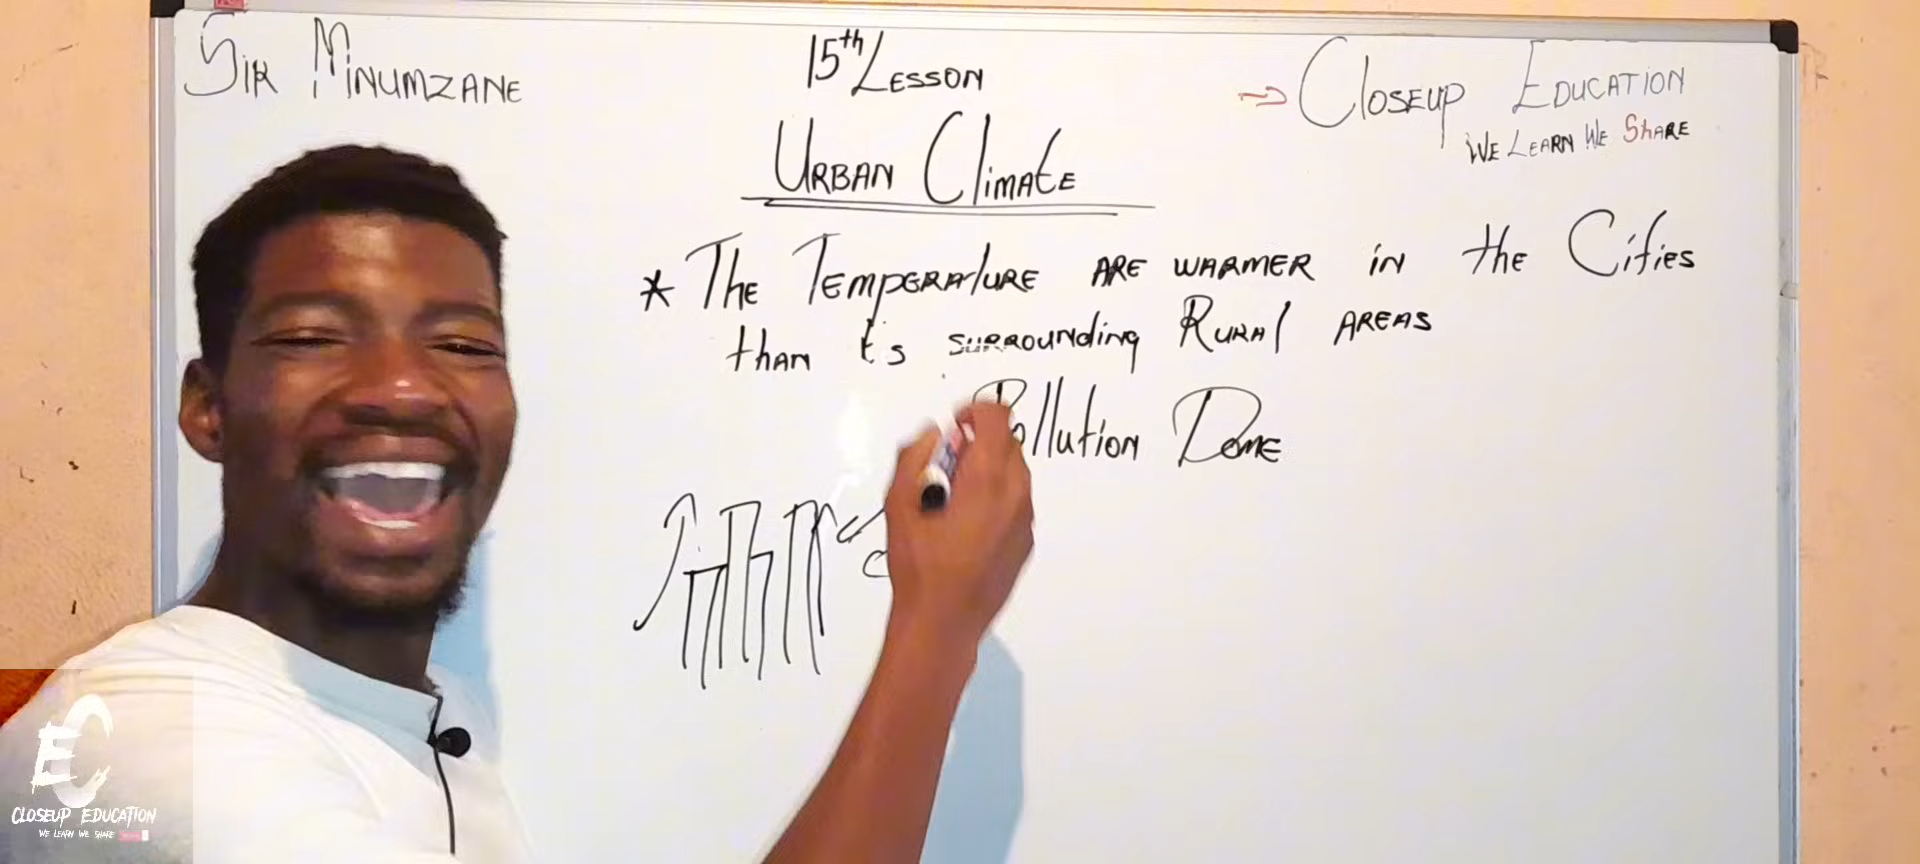 Sir Minumzane
15th Lesson
→ Closeup Education
We Learn We Share
Urban Climate
* The Temperature are warmer in the Cities
than it's surrounding Rural areas
Pollution Dome
EC
CLOSEUP EDUCATION
WE LEARN WE SHARE